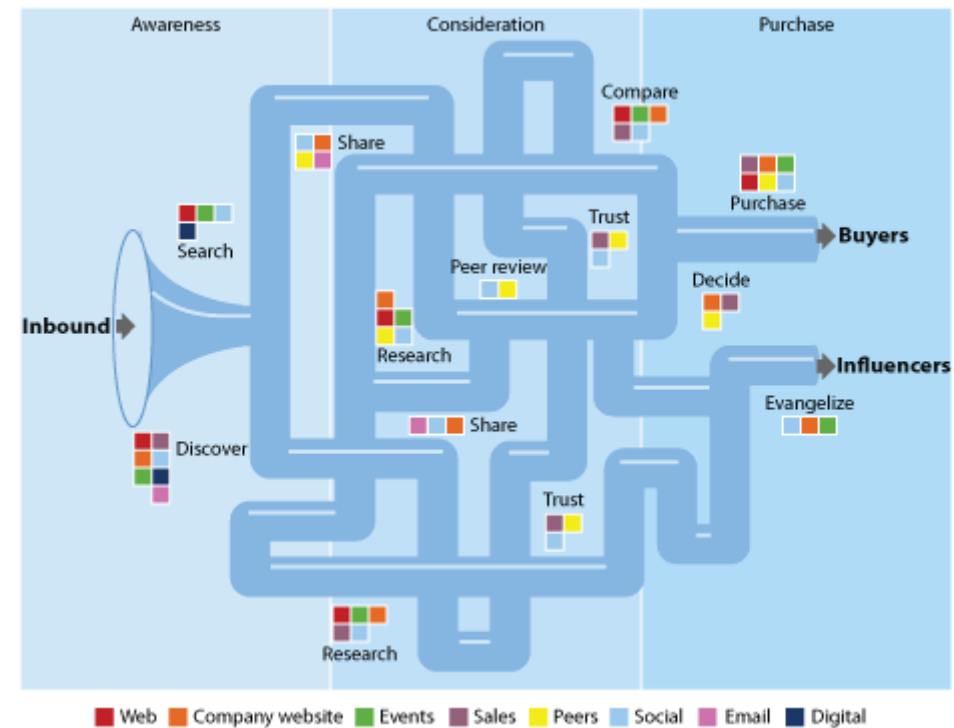 Awareness
Consideration
Purchase
Compare
Share
Search
Purchase
Trust
Buyers
Peer review
Decide
Inbound
Research
Influencers
Evangelize
Share
Discover
Trust
Research
Web Company website Events Sales Peers Social Email Digital